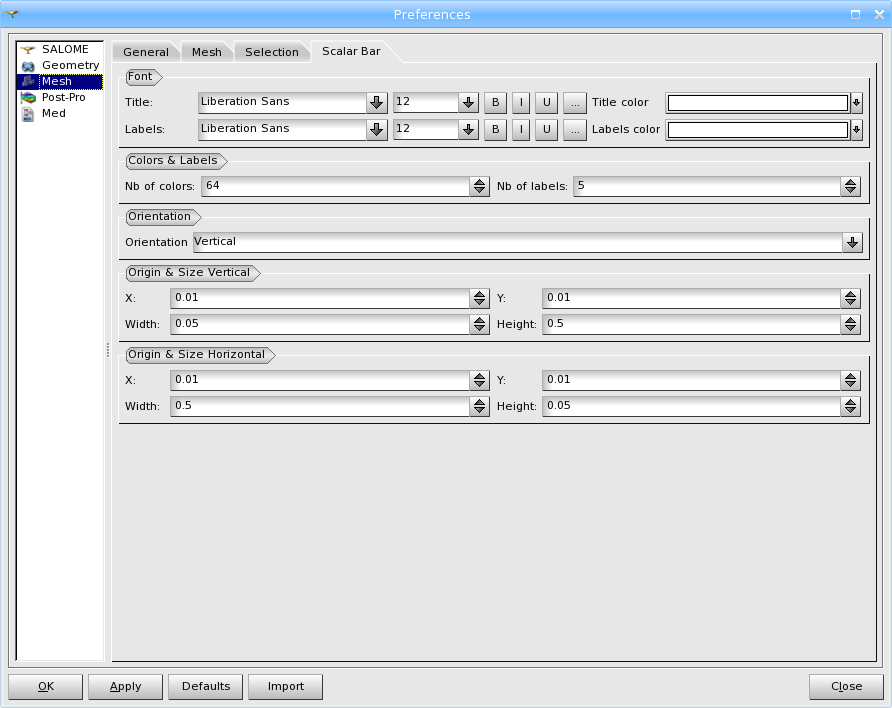 Preferences
SALOME
Geometry
Mesh
Post-Pro
Med
General Mesh Selection Scalar Bar
Font
Title: Liberation Sans 12 B I U ... Title color
Labels: Liberation Sans 12 B I U ... Labels color
Colors & Labels
Nb of colors: 64 Nb of labels: 5
Orientation
Orientation Vertical
Origin & Size Vertical
X: 0.01 Y: 0.01
Width: 0.05 Height: 0.5
Origin & Size Horizontal
X: 0.01 Y: 0.01
Width: 0.5 Height: 0.05
OK Apply Defaults Import Close